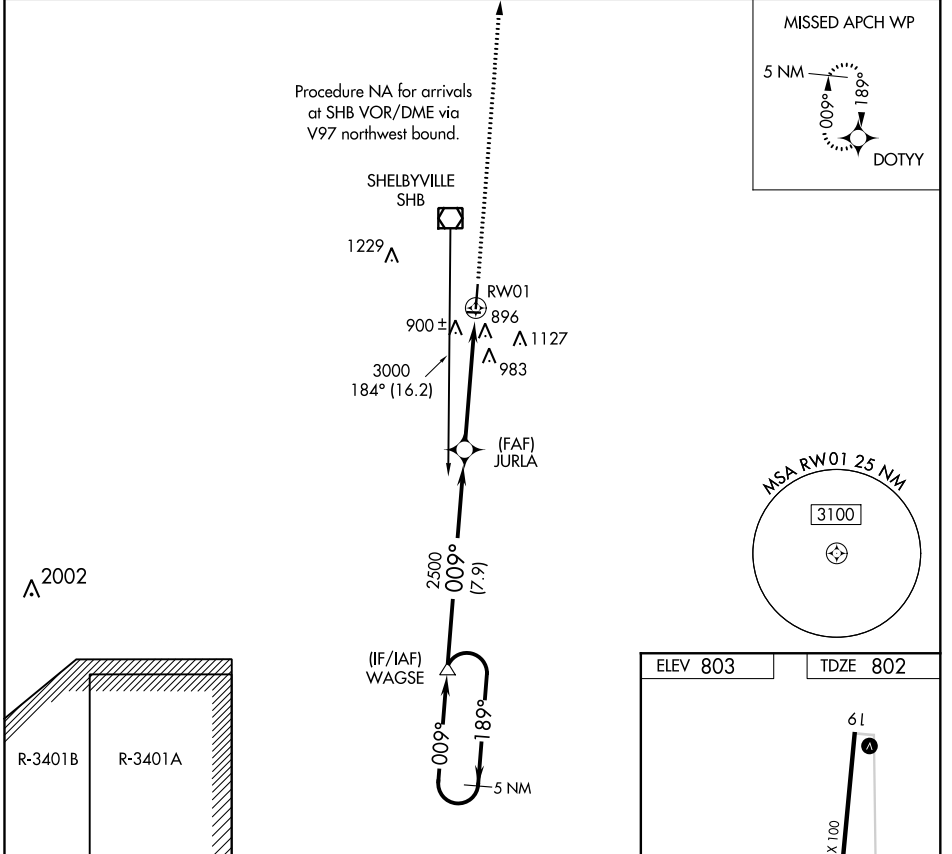 MISSED APCH WP
5 NM
009°
189°
DOTYY
Procedure NA for arrivals
at SHB VOR/DME via
V97 northwest bound.
SHELBYVILLE
SHB
1229
RW01
896
900 ±
1127
983
3000
184° (16.2)
(FAF)
JURLA
MSA RW01 25 NM
3100
2500
009°
(7.9)
2002
(IF/IAF)
WAGSE
009°
189°
5 NM
R-3401B
R-3401A
ELEV 803
TDZE 802
19
V
X 100